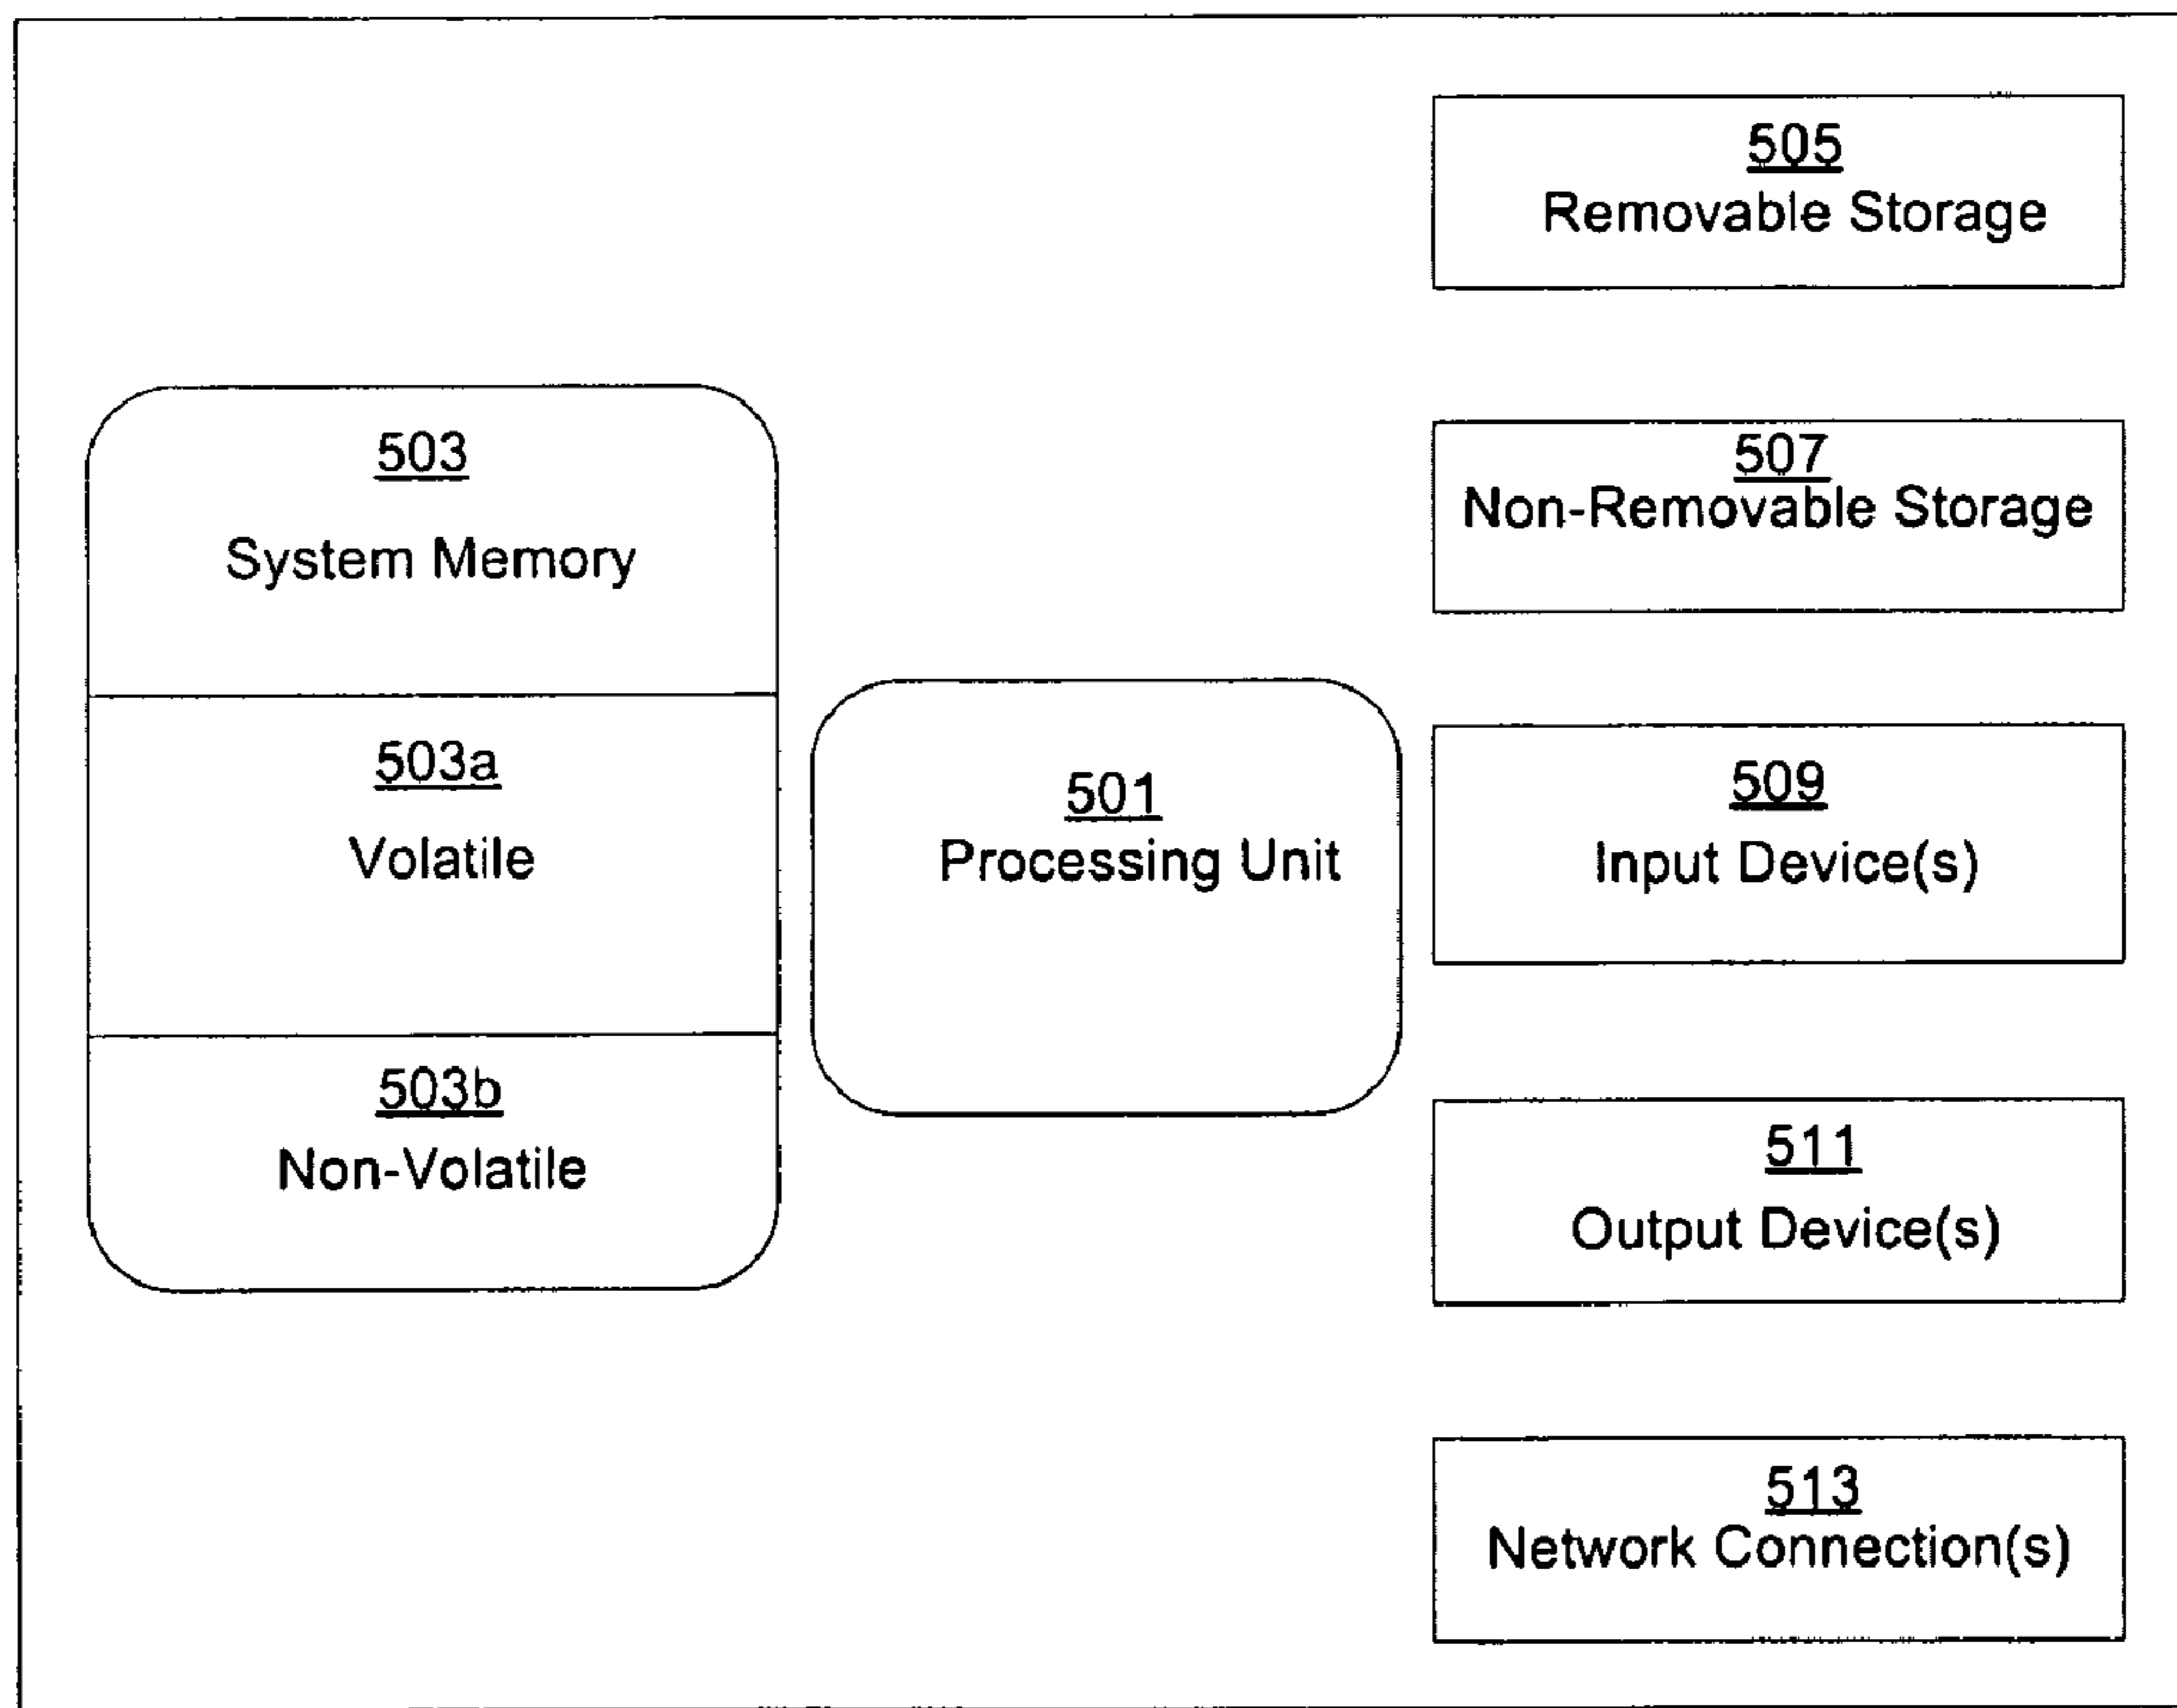 503
System Memory
503a
Volatile
503b
Non-Volatile
501
Processing Unit
505
Removable Storage
507
Non-Removable Storage
509
Input Device(s)
511
Output Device(s)
513
Network Connection(s)